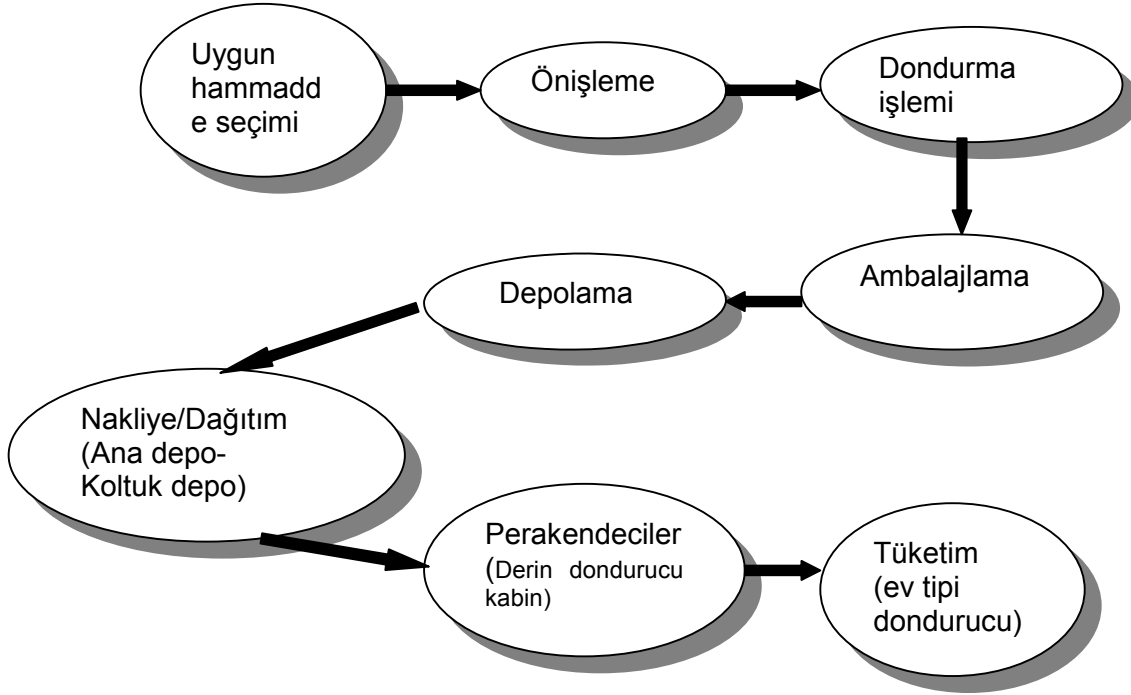 Uygun
hammadd
e seçimi
Önişleme
Dondurma
işlemi
Ambalajlama
Depolama
Nakliye/Dağıtım
(Ana depo-
Koltuk depo)
Perakendeciler
(Derin dondurucu
kabin)
Tüketim
(ev tipi
dondurucu)